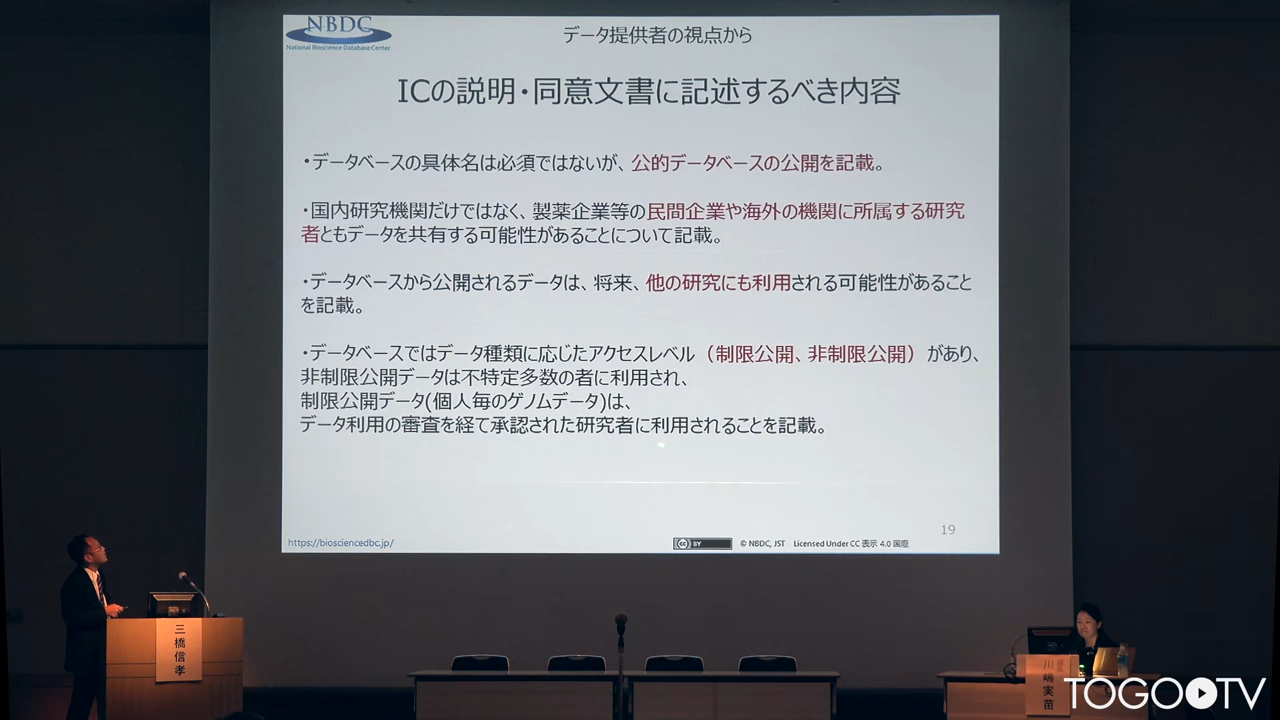 NBDC
National Bioscience Database Center
データ提供者の視点から
ICの説明・同意文書に記述するべき内容
・データベースの具体名は必須ではないが、公的データベースの公開を記載。
・国内研究機関だけではなく、製薬企業等の民間企業や海外の機関に所属する研究
者ともデータを共有する可能性があることについて記載。
・データベースから公開されるデータは、将来、他の研究にも利用される可能性があること
を記載。
・データベースではデータ種類に応じたアクセスレベル（制限公開、非制限公開）があり、
非制限公開データは不特定多数の者に利用され、
制限公開データ(個人毎のゲノムデータ)は、
データ利用の審査を経て承認された研究者に利用されることを記載。
19
https://biosciencedbc.jp/
cc BY
© NBDC, JST Licensed Under CC 表示 4.0 国際
三橋信孝
川嶋実苗
TOGOTV